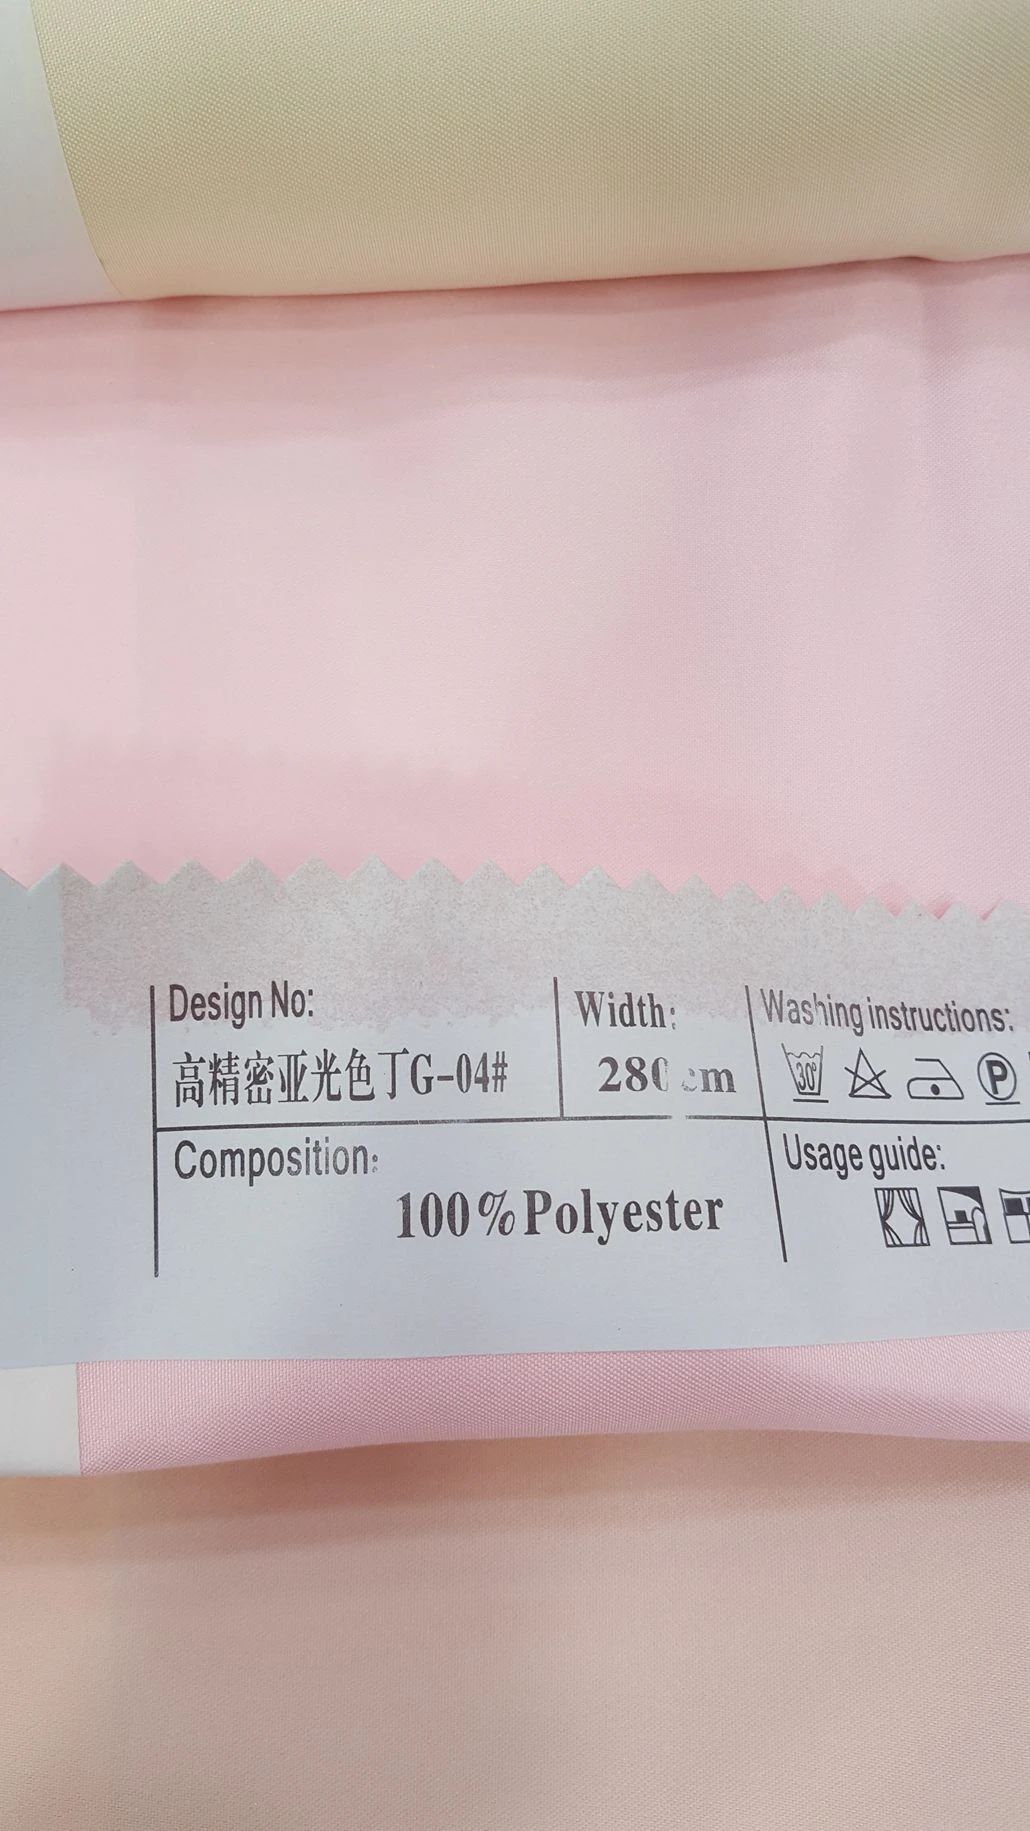 Design No:
高精密亚光色丁G-04#
Width:
280cm
Washing instructions:
30°
P
Composition:
100%Polyester
Usage guide: